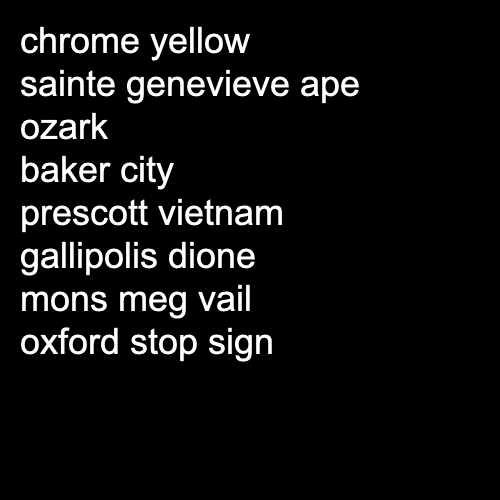 chrome yellow
sainte genevieve ape
ozark
baker city
prescott vietnam
gallipolis dione
mons meg vail
oxford stop sign